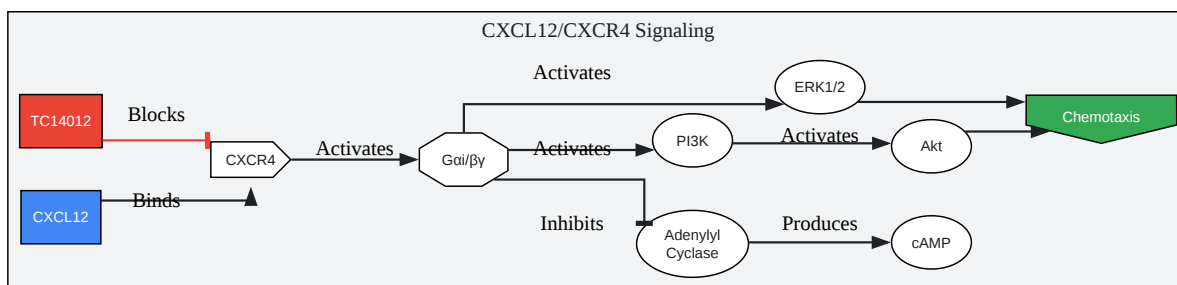 CXCL12/CXCR4 Signaling
Activates
ERK1/2
TC14012
Blocks
Chemotaxis
CXCR4
Activates
Gαi/βγ
Activates
PI3K
Activates
Akt
CXCL12
Binds
Inhibits
Adenylyl
Cyclase
Produces
cAMP